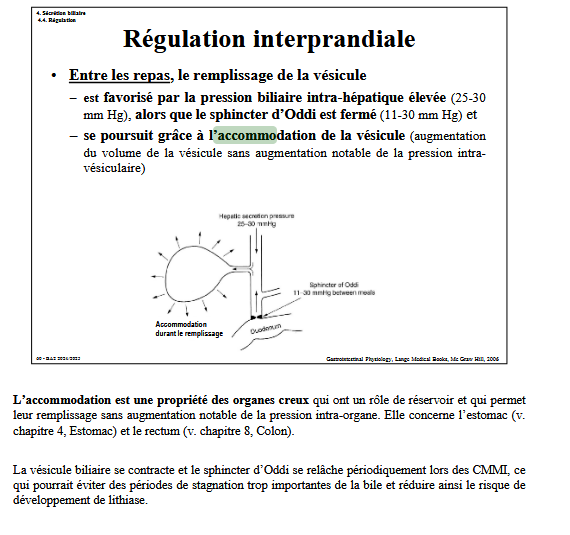 4. Sécrétion biliaire
4.4. Régulation
Régulation interprandiale
• Entre les repas, le remplissage de la vésicule
– est favorisé par la pression biliaire intra-hépatique élevée (25-30
mm Hg), alors que le sphincter d’Oddi est fermé (11-30 mm Hg) et
– se poursuit grâce à l’accommodation de la vésicule (augmentation
du volume de la vésicule sans augmentation notable de la pression intra-
vésiculaire)
Hepatic secretion pressure
25–30 mmHg
Sphincter of Oddi
11–30 mmHg between meals
Accommodation
durant le remplissage
Duodenum
Gastrointestinal Physiology, Lange Medical Books, Mc Graw Hill, 2006
L’accommodation est une propriété des organes creux qui ont un rôle de réservoir et qui permet
leur remplissage sans augmentation notable de la pression intra-organe. Elle concerne l’estomac (v.
chapitre 4, Estomac) et le rectum (v. chapitre 8, Colon).
La vésicule biliaire se contracte et le sphincter d’Oddi se relâche périodiquement lors des CMMI, ce
qui pourrait éviter des périodes de stagnation trop importantes de la bile et réduire ainsi le risque de
développement de lithiase.